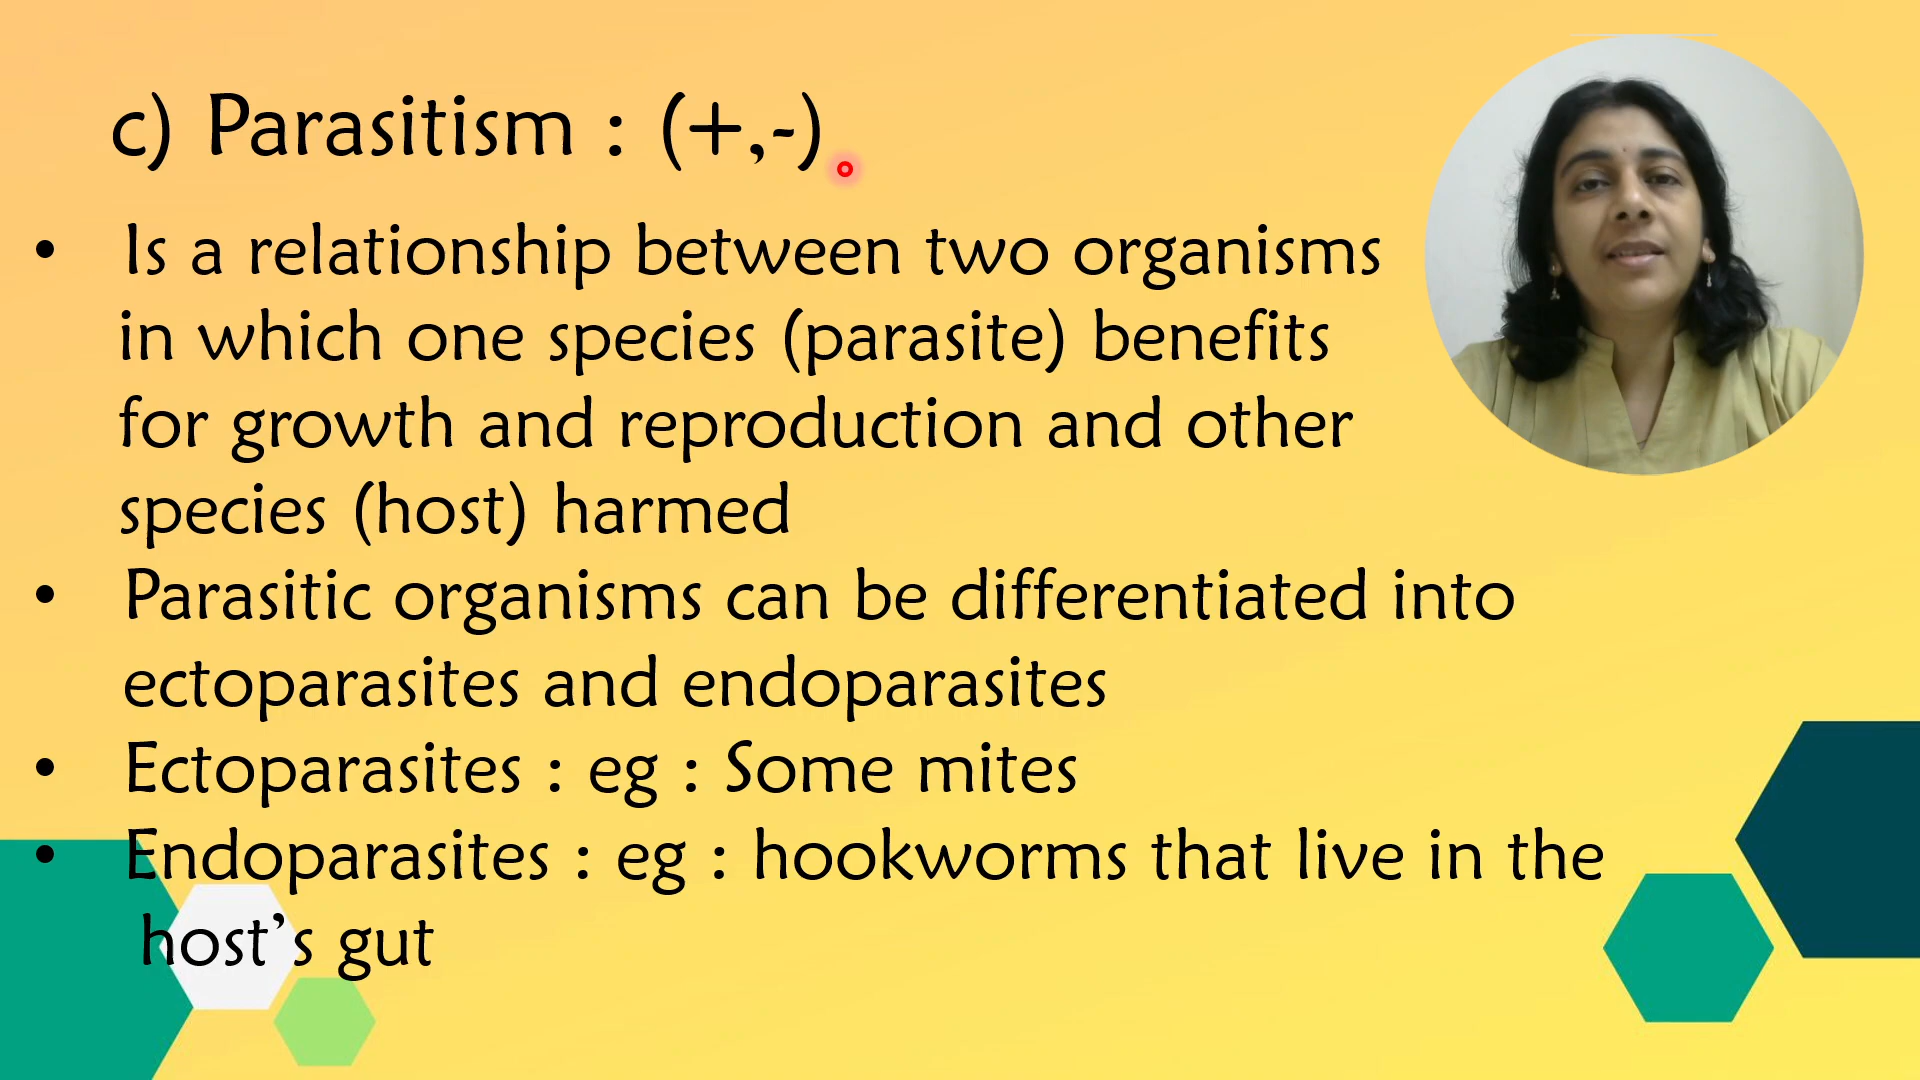 c) Parasitism : (+,-)
• Is a relationship between two organisms
in which one species (parasite) benefits
for growth and reproduction and other
species (host) harmed
• Parasitic organisms can be differentiated into
ectoparasites and endoparasites
• Ectoparasites : eg : Some mites
• Endoparasites : eg : hookworms that live in the
host’s gut